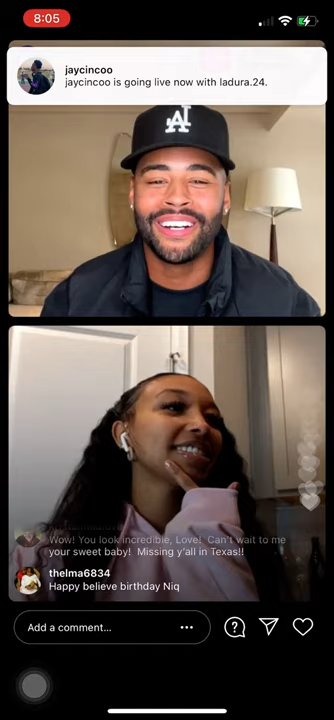 8:05
jaycincoo
jaycincoo is going live now with ladura.24.
Wow! You look incredible, Love! Can't wait to me
your sweet baby! Missing y'all in Texas!!
thelma6834
Happy believe birthday Niq
Add a comment...